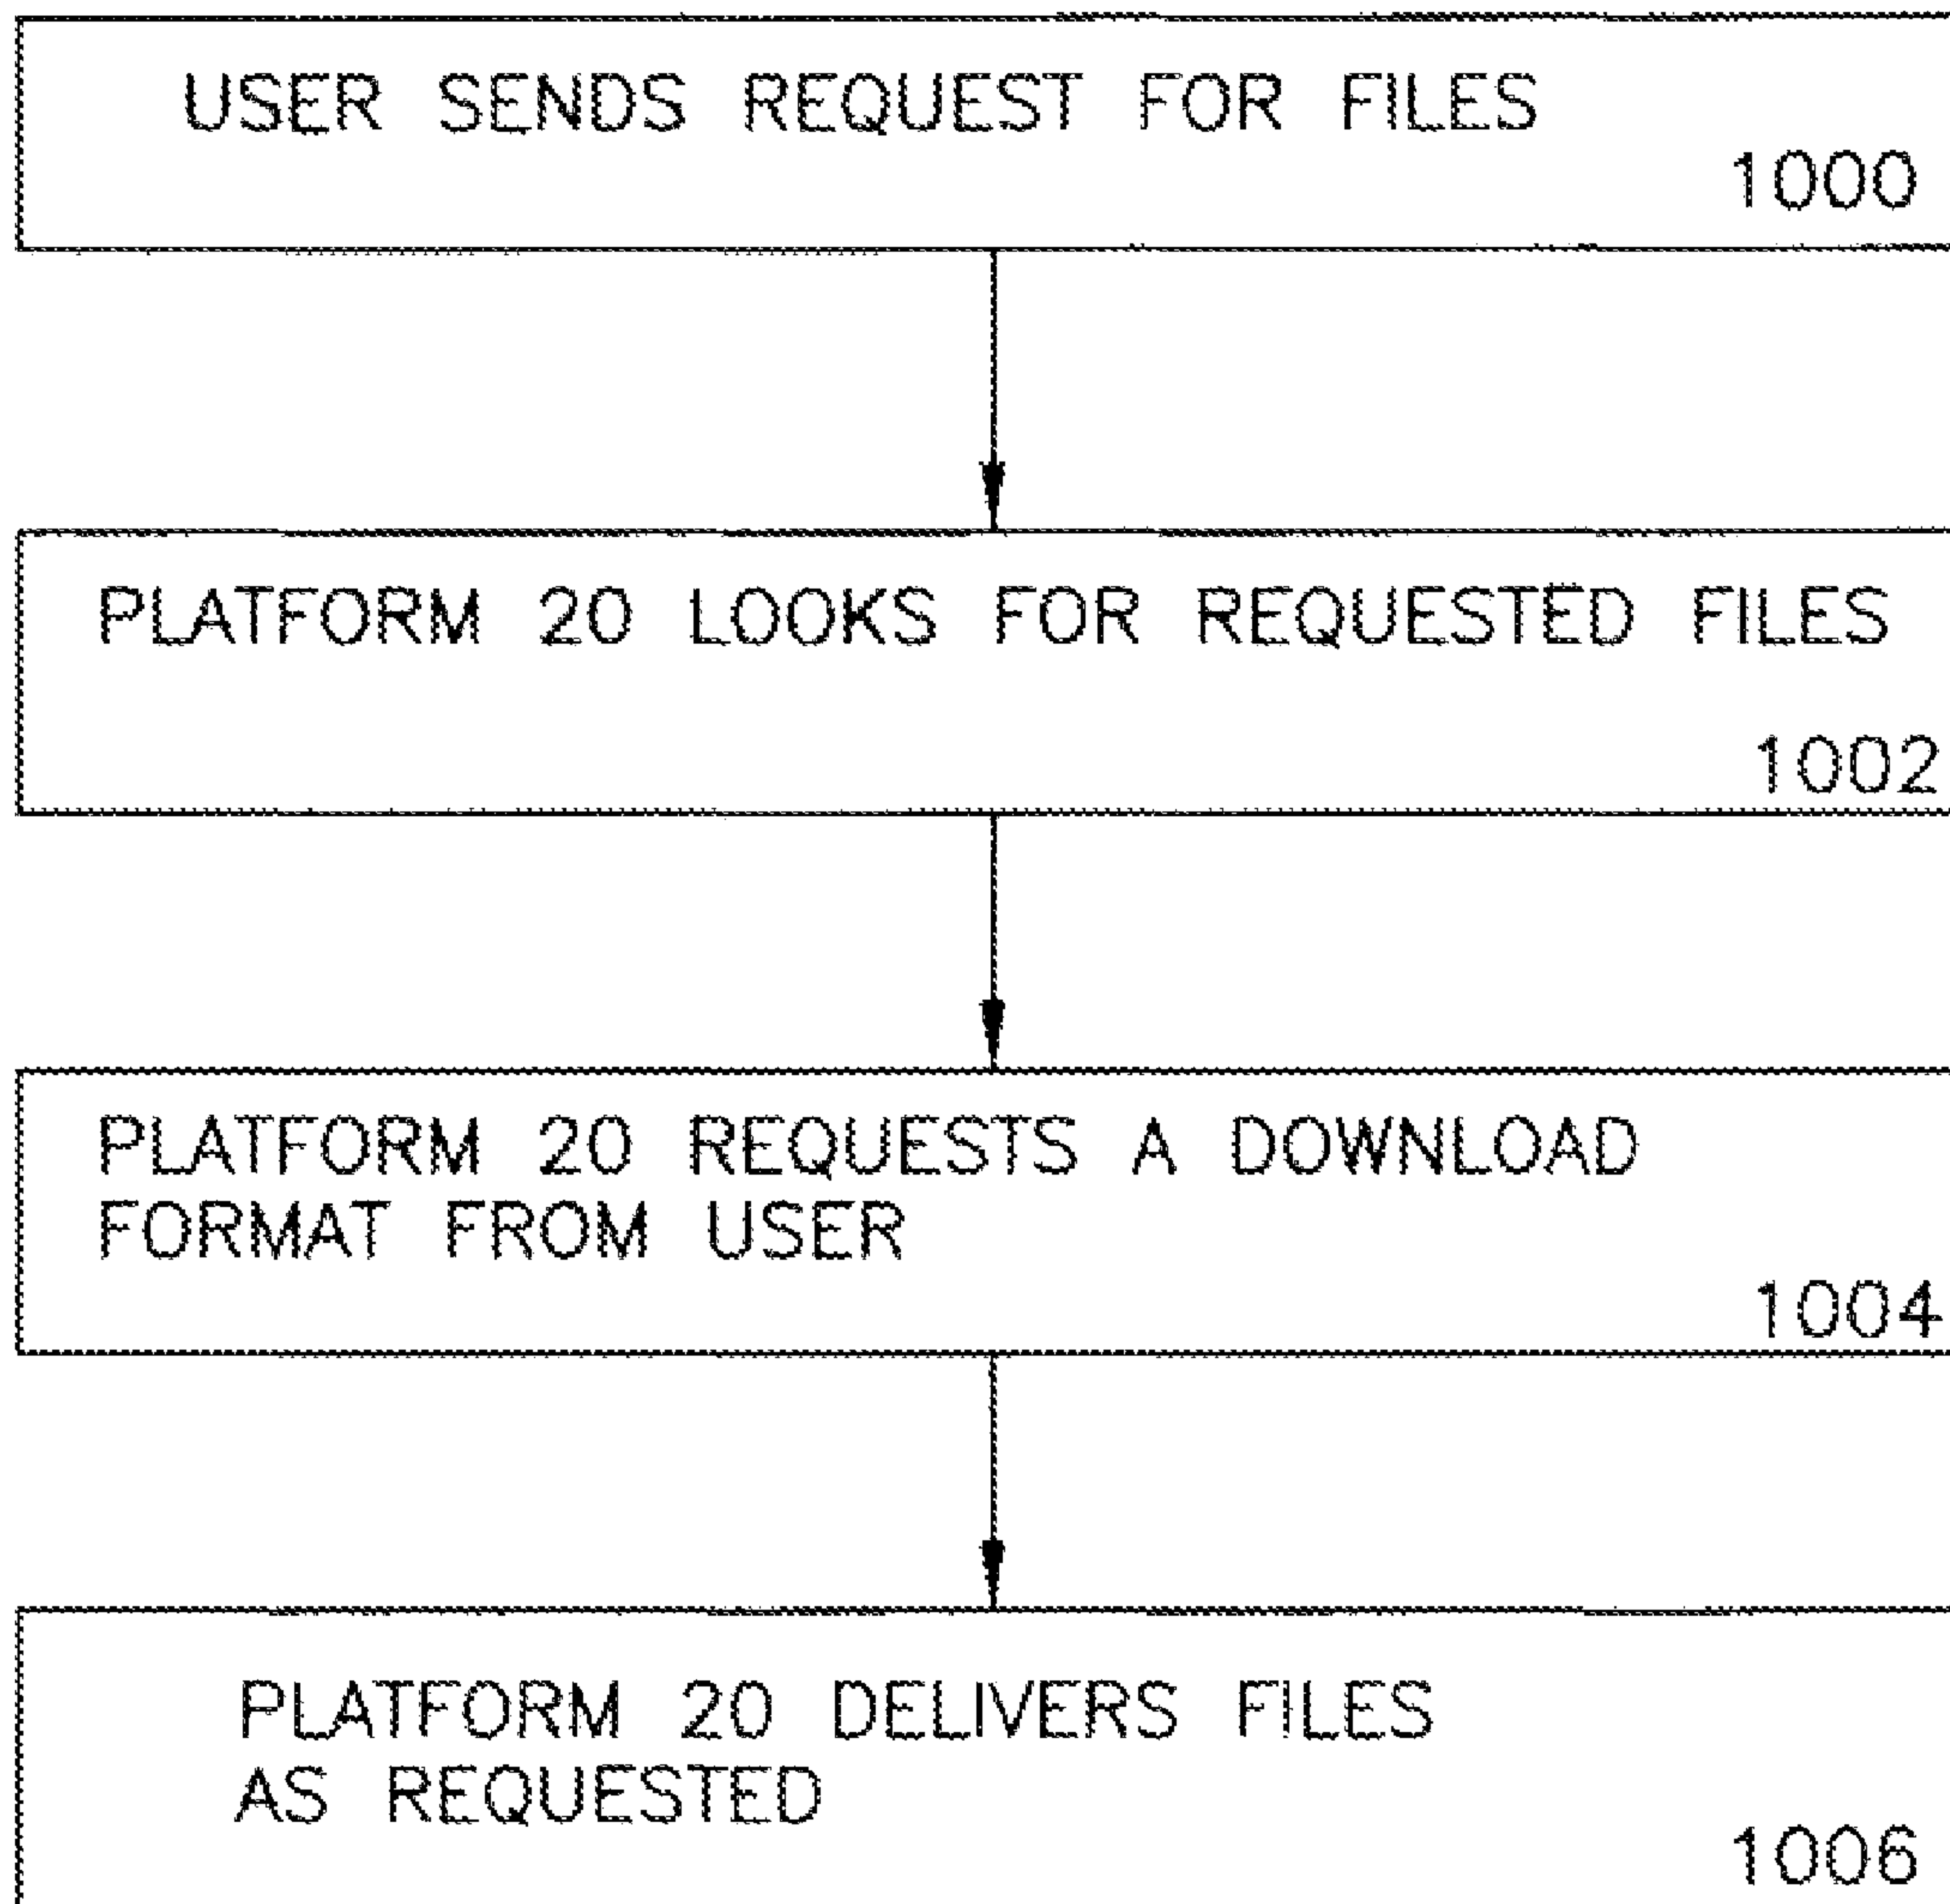 USER SENDS REQUEST FOR FILES
1000
PLATFORM 20 LOOKS FOR REQUESTED FILES
1002
PLATFORM 20 REQUESTS A DOWNLOAD
FORMAT FROM USER
1004
PLATFORM 20 DELIVERS FILES
AS REQUESTED
1006